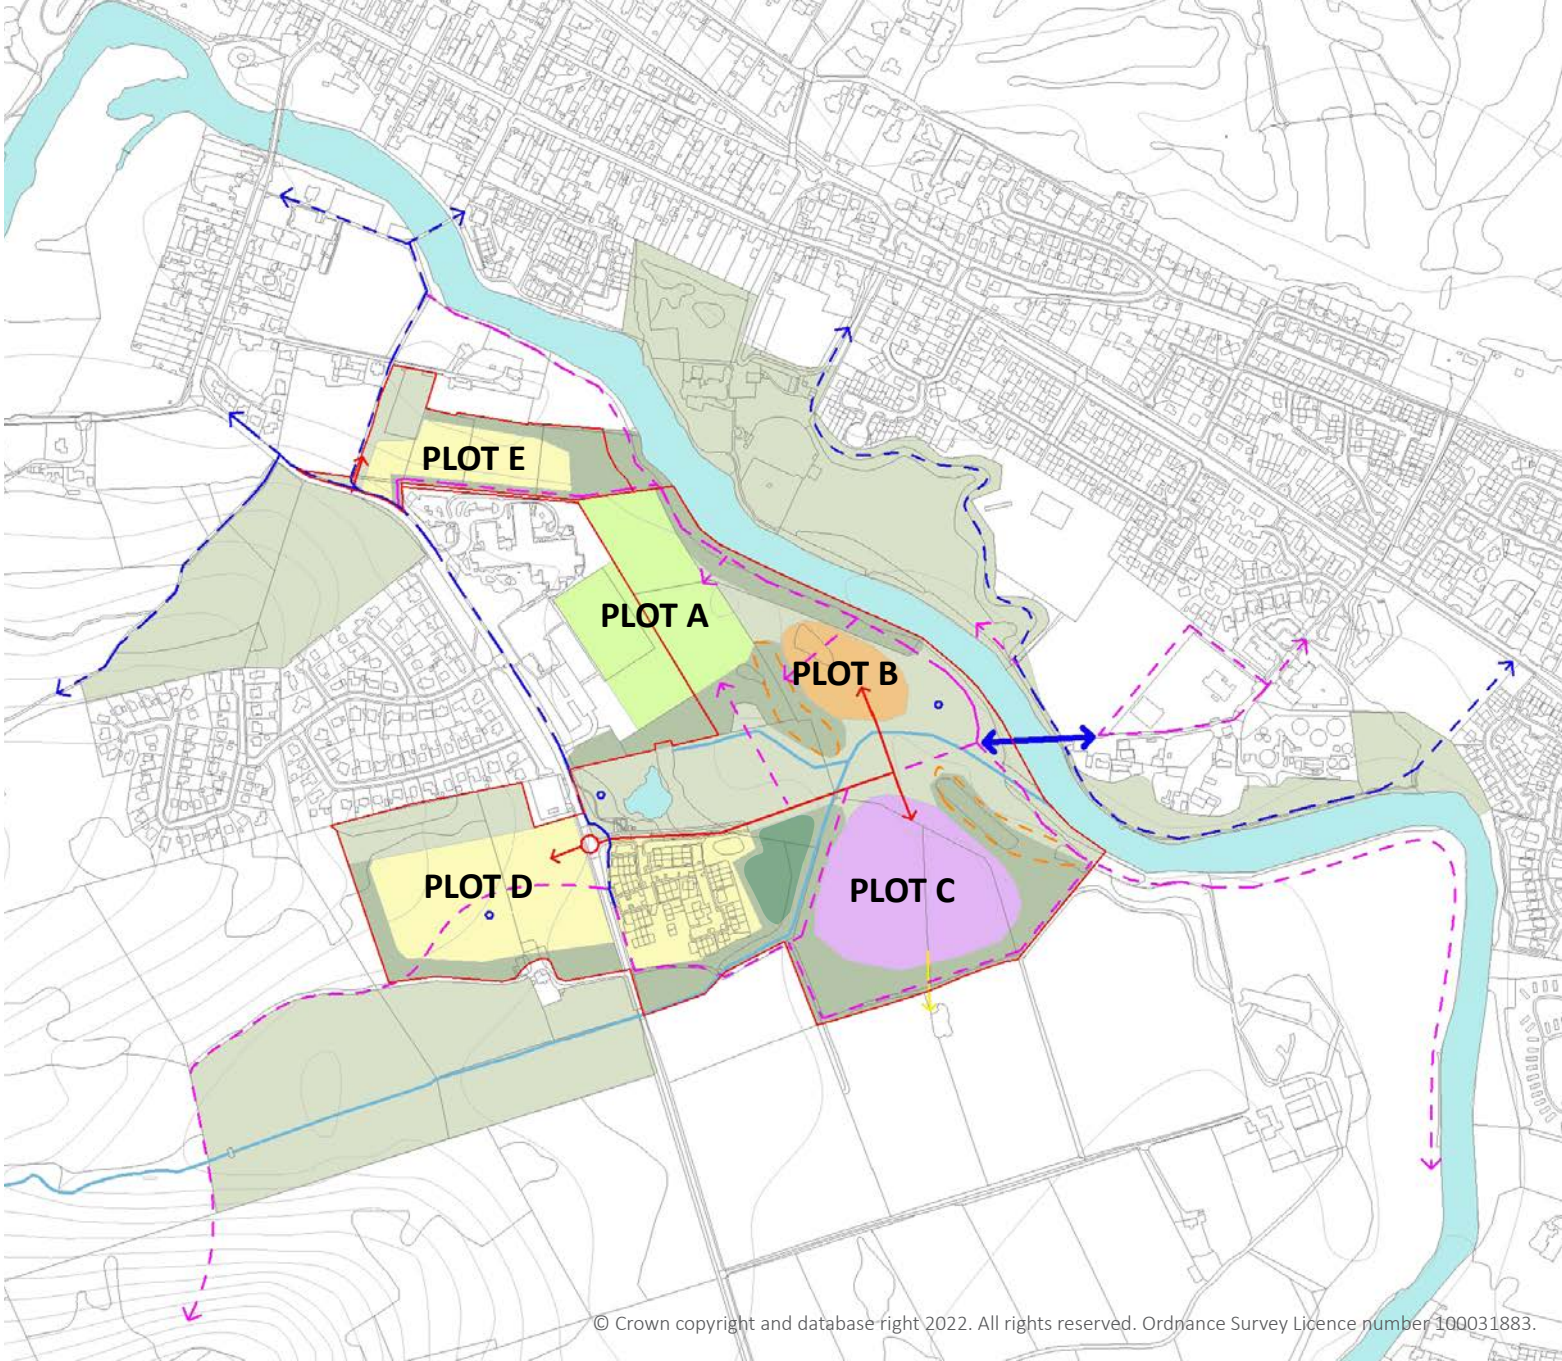 PLOT E
PLOT A
PLOT B
PLOT D
PLOT C
© Crown copyright and database right 2022. All rights reserved. Ordnance Survey Licence number 100031883.